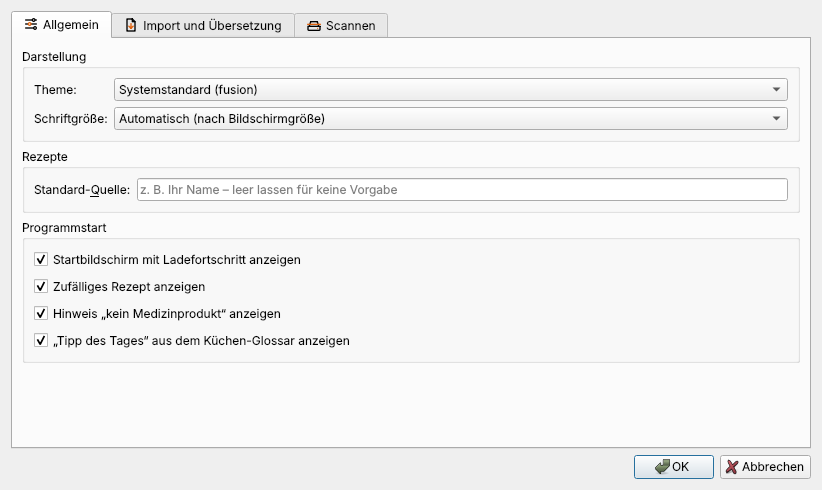 Allgemein
Import und Übersetzung
Scannen
Darstellung
Theme:
Systemstandard (fusion)
Schriftgröße:
Automatisch (nach Bildschirmgröße)
Rezepte
Standard-Quelle:
z. B. Ihr Name – leer lassen für keine Vorgabe
Programmstart
Startbildschirm mit Ladefortschritt anzeigen
Zufälliges Rezept anzeigen
Hinweis „kein Medizinprodukt“ anzeigen
„Tipp des Tages“ aus dem Küchen-Glossar anzeigen
OK
Abbrechen